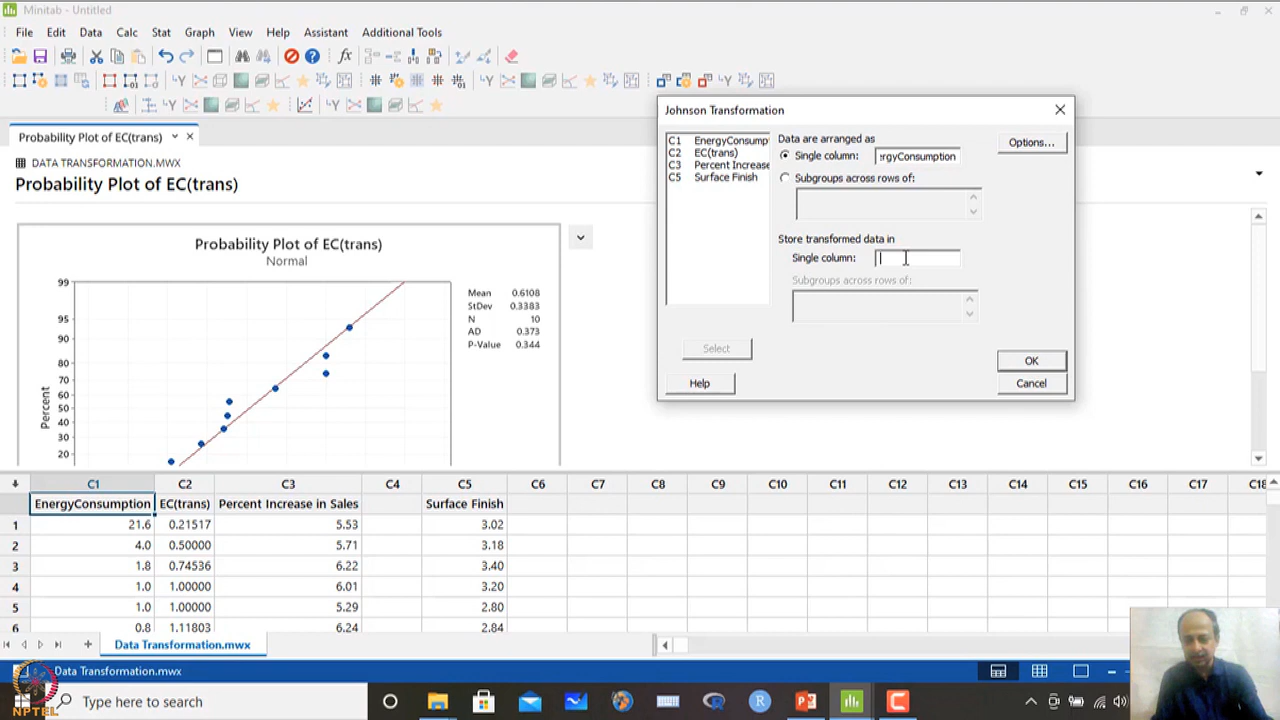 Minitab - Untitled
File Edit Data Calc Stat Graph View Help Assistant Additional Tools
Probability Plot of EC(trans)
DATA TRANSFORMATION.MWX
Probability Plot of EC(trans)
Probability Plot of EC(trans)
Normal
99
95
90
80
70
60
50
40
30
20
Percent
Mean 0.6108
StDev 0.3383
N 10
AD 0.373
P-Value 0.344
Johnson Transformation
C1 EnergyConsump
C2 EC(trans)
C3 Percent Increase
C5 Surface Finish
Data are arranged as
Single column: ergyConsumption
Subgroups across rows of:
Store transformed data in
Single column:
Subgroups across rows of:
Options...
Select
Help
OK
Cancel
C1 C2 C3 C4 C5 C6 C7 C8 C9 C10 C11 C12 C13 C14 C15 C16 C17 C18
EnergyConsumption EC(trans) Percent Increase in Sales Surface Finish
1 21.6 0.21517 5.53 3.02
2 4.0 0.50000 5.71 3.18
3 1.8 0.74536 6.22 3.40
4 1.0 1.00000 6.01 3.20
5 1.0 1.00000 5.29 2.80
6 0.8 1.11803 6.24 2.84
Data Transformation.mwx
Data Transformation.mwx
Type here to search
NPTEL